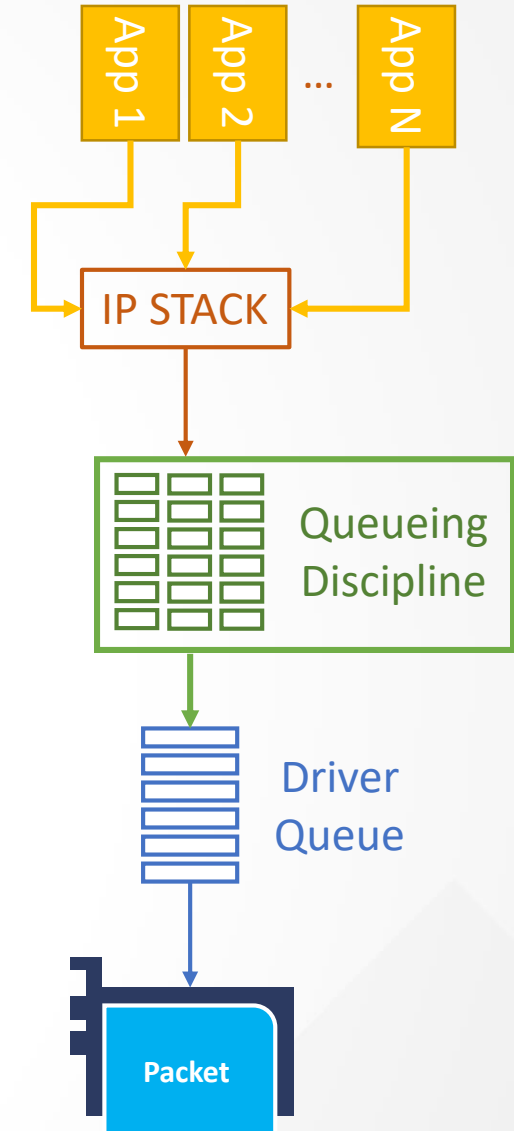 App 1
App 2
...
App N
IP STACK
Queueing
Discipline
Driver
Queue
Packet